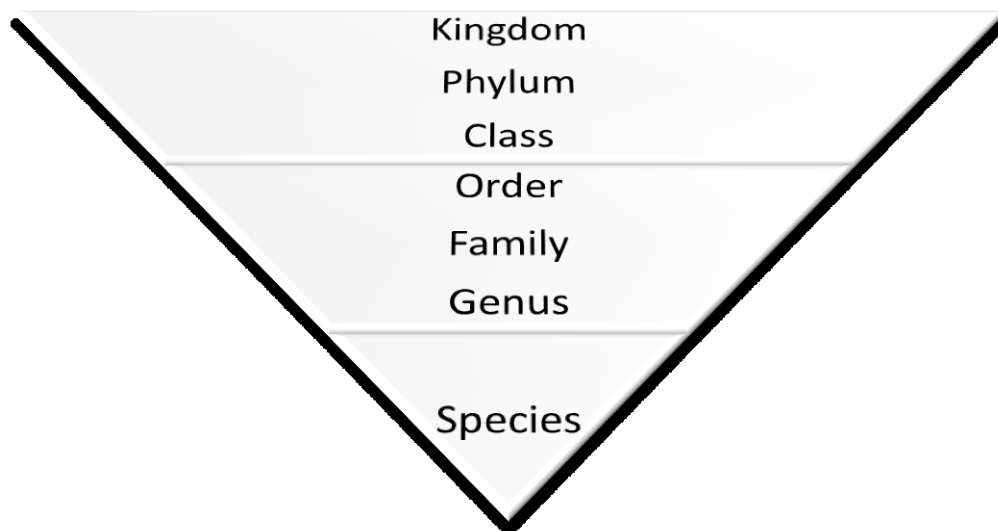 Kingdom
Phylum
Class
Order
Family
Genus
Species